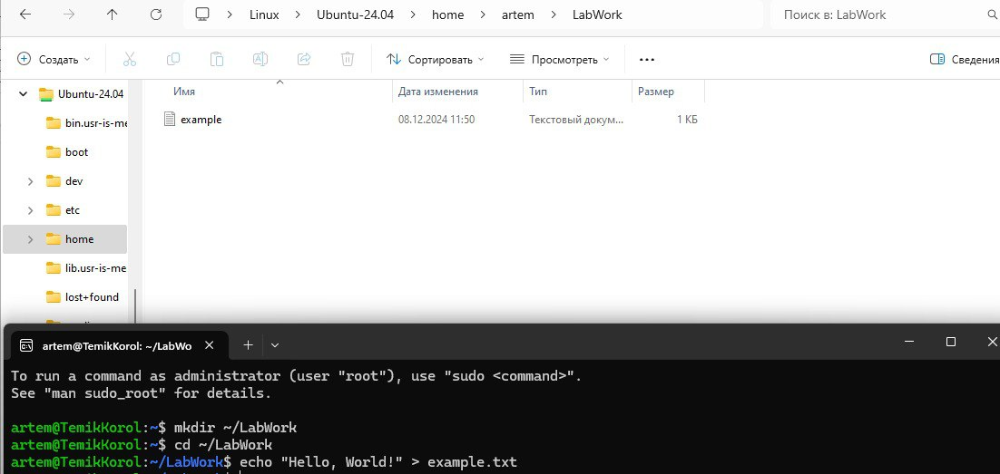 Linux > Ubuntu-24.04 > home > artem > LabWork
Поиск в: LabWork
Создать
Сортировать
Просмотреть
Сведения
Имя
Дата изменения
Тип
Размер
example
08.12.2024 11:50
Текстовый докум...
1 КБ
Ubuntu-24.04
bin.usr-is-me
boot
dev
etc
home
lib.usr-is-me
lost+found
artem@TemikKorol: ~/LabWo
To run a command as administrator (user "root"), use "sudo <command>".
See "man sudo_root" for details.
artem@TemikKorol:~$ mkdir ~/LabWork
artem@TemikKorol:~$ cd ~/LabWork
artem@TemikKorol:~/LabWork$ echo "Hello, World!" > example.txt